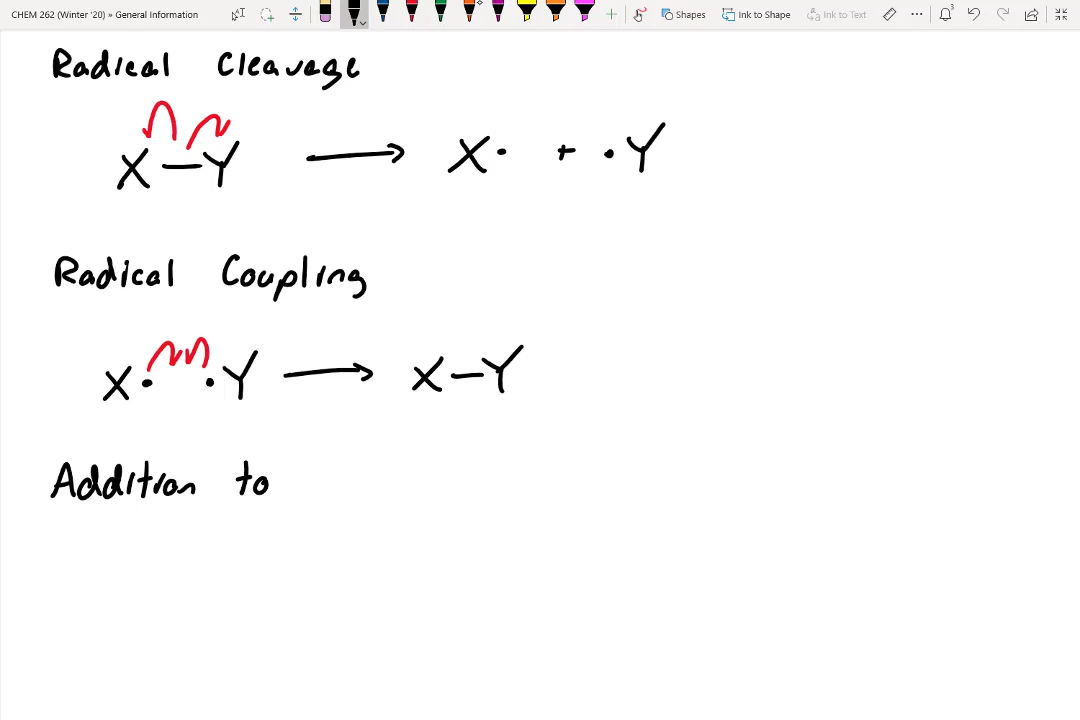 CHEM 262 (Winter '20) » General Information
Shapes
Ink to Shape
Ink to Text
3
Radical Cleavage
X—Y ⟶ X• + •Y
Radical Coupling
X• •Y ⟶ X—Y
Addition to